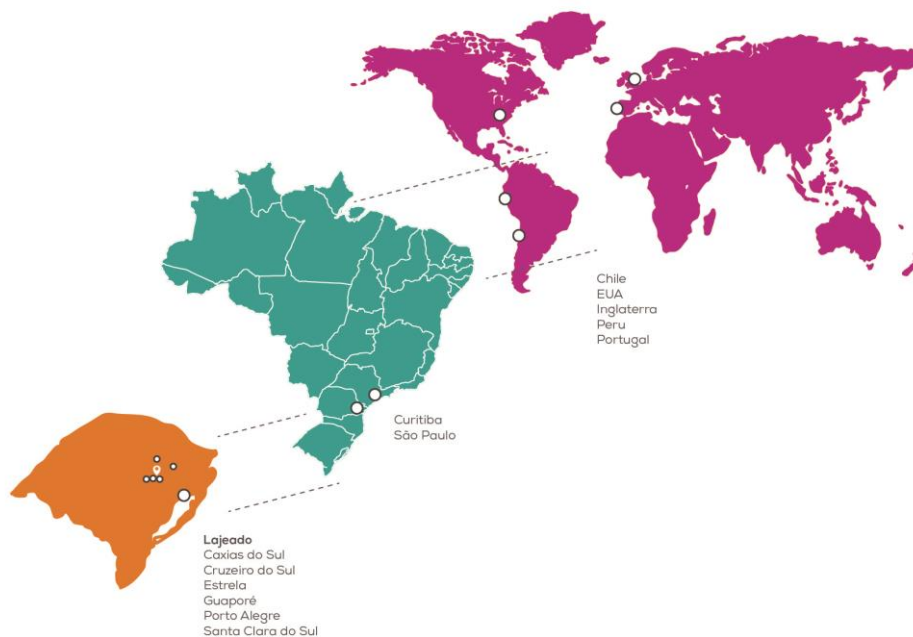 Chile
EUA
Inglaterra
Peru
Portugal
Curitiba
São Paulo
Lajeado
Caxias do Sul
Cruzeiro do Sul
Estrela
Guaporé
Porto Alegre
Santa Clara do Sul